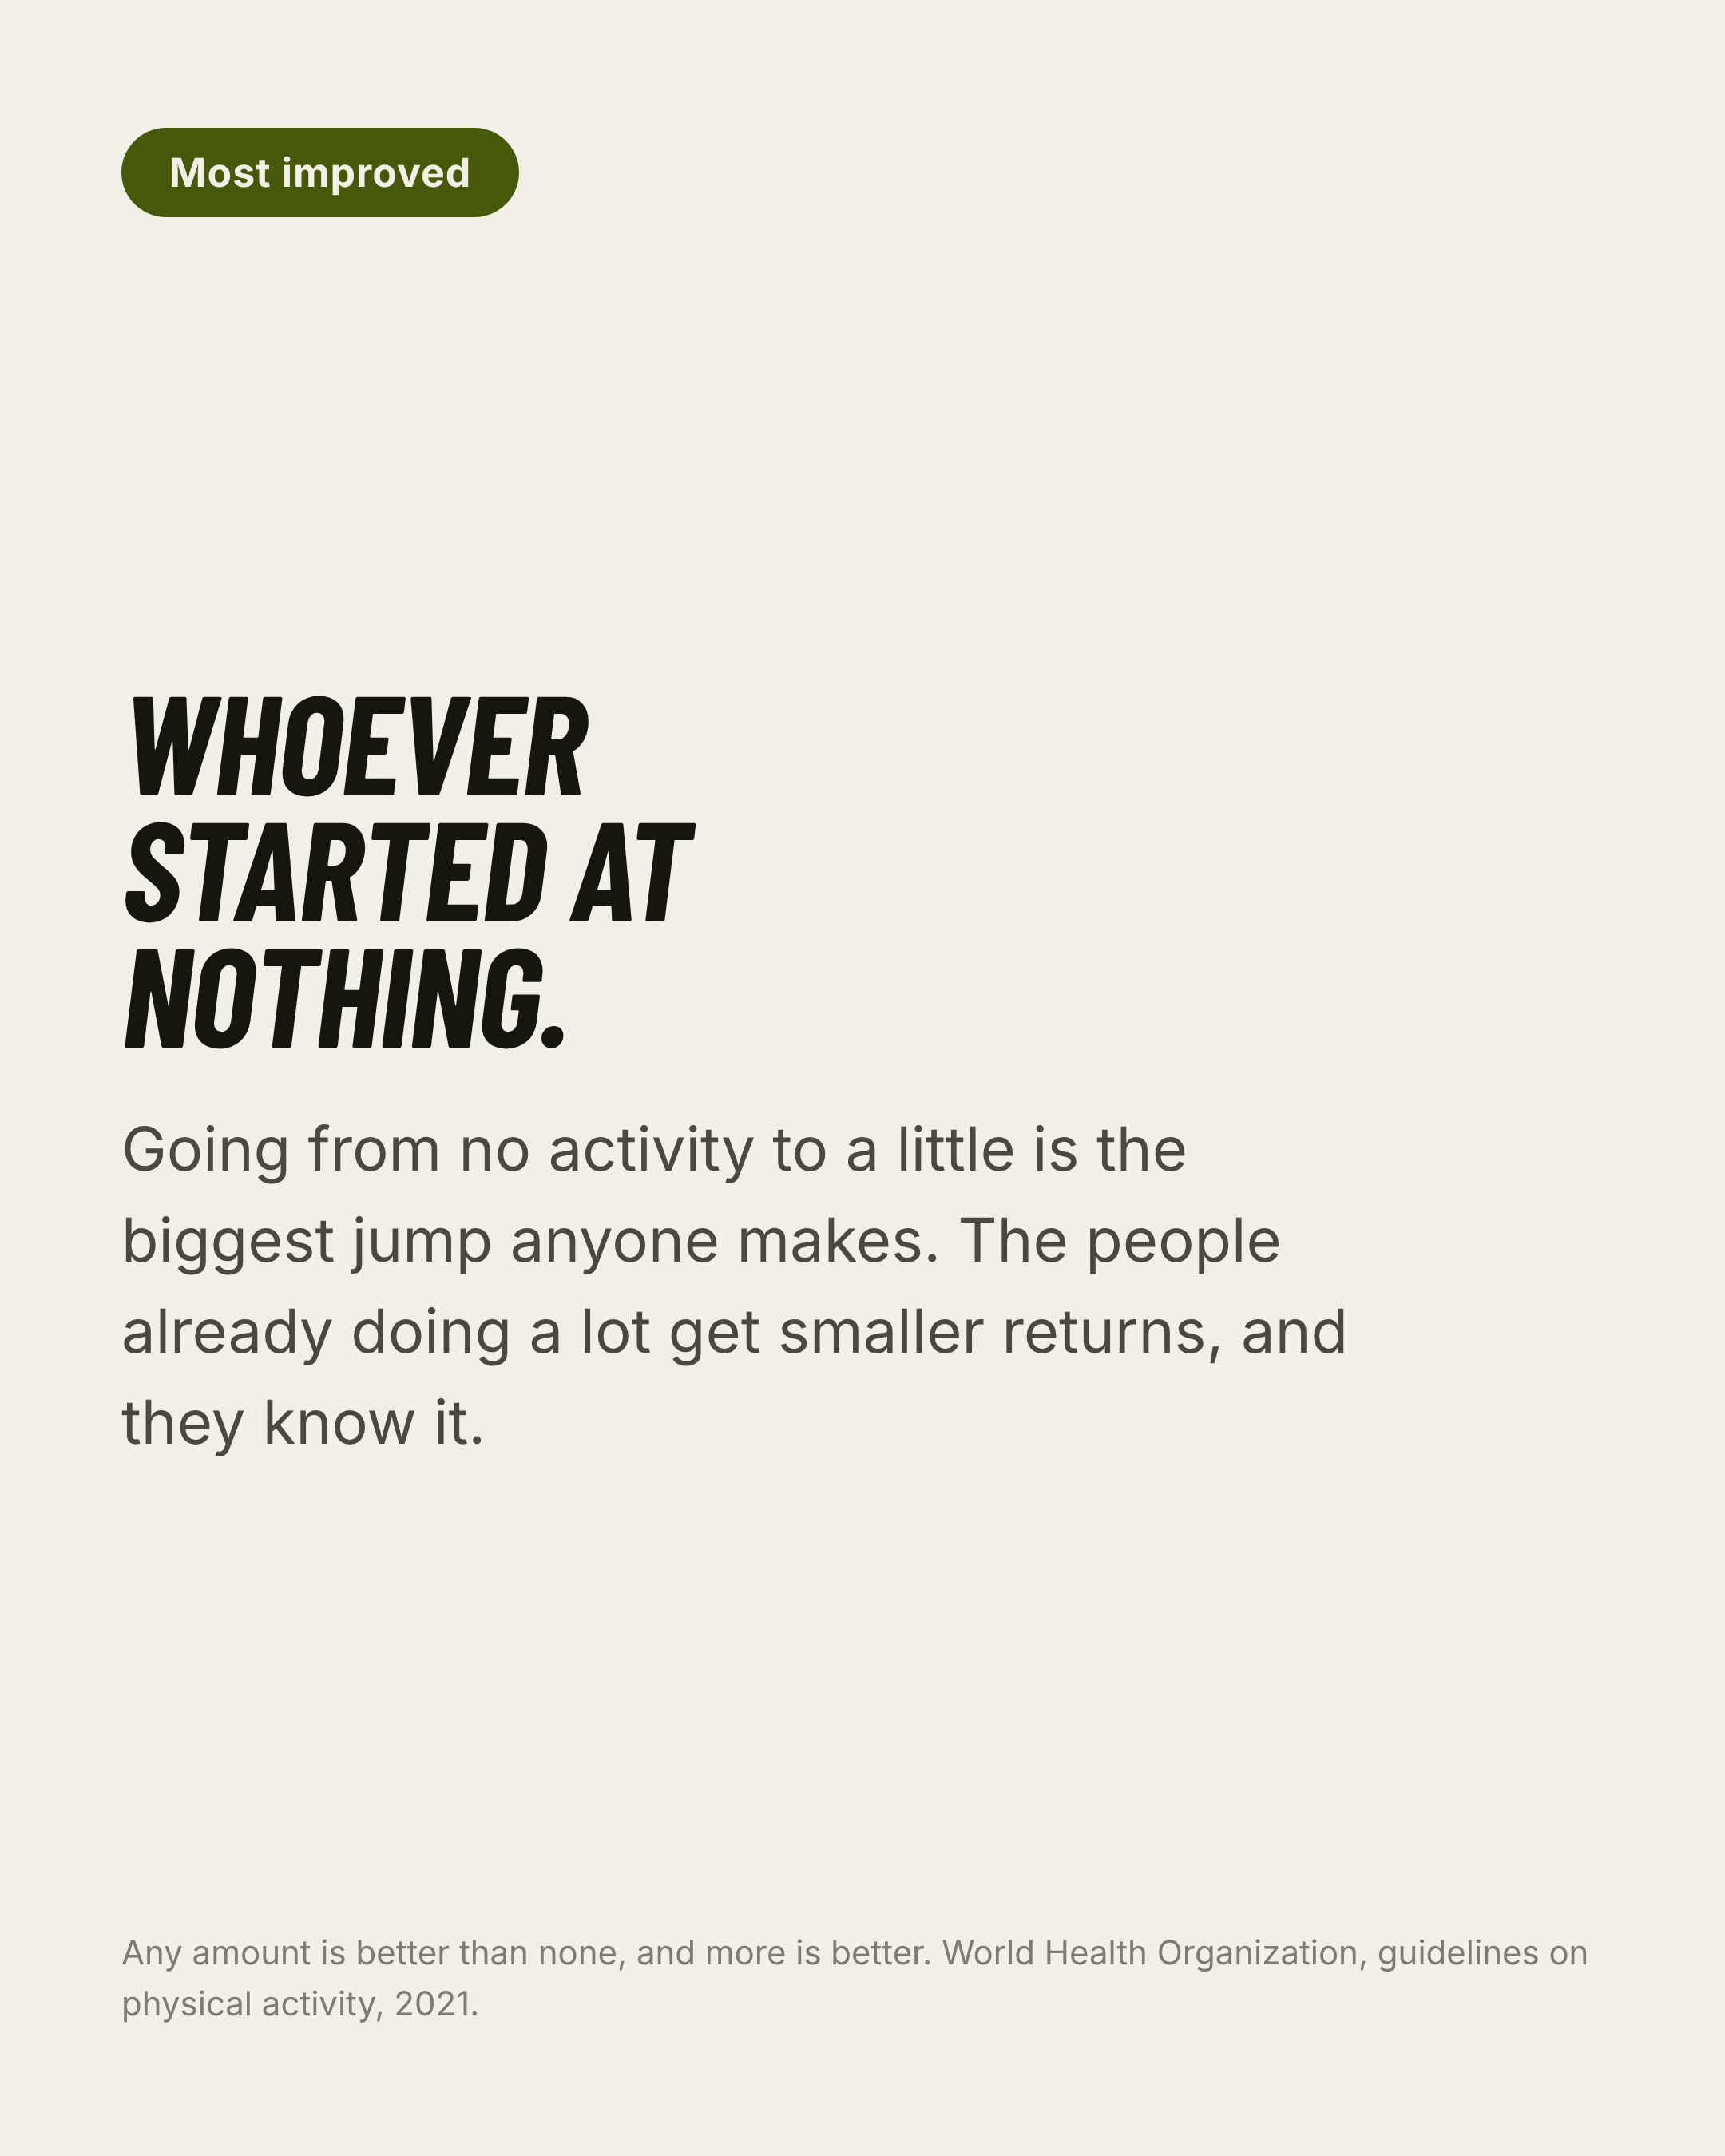 Most improved
WHOEVER
STARTED AT
NOTHING.
Going from no activity to a little is the
biggest jump anyone makes. The people
already doing a lot get smaller returns, and
they know it.
Any amount is better than none, and more is better. World Health Organization, guidelines on
physical activity, 2021.